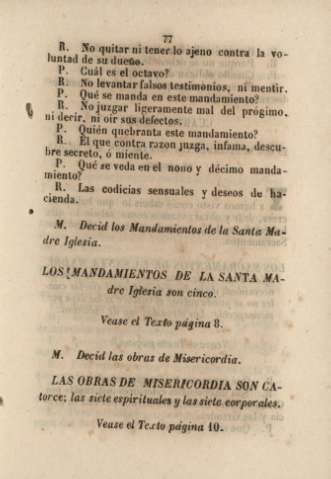 77
R. No quitar ni tener lo ajeno contra la vo-
luntad de su dueño.
P. Cuál es el octavo?
R. No levantar falsos testimonios, ni mentir.
P. Qué se manda en este mandamiento?
R. No juzgar ligeramente mal del prógimo,
ni decir, ni oir sus defectos.
P. Quién quebranta este mandamiento?
R. El que contra razon juzga, infama, descu-
bre secreto, ó miente.
P. Qué se veda en el nono y décimo manda-
miento?
R. Las codicias sensuales y deseos de ha-
cienda.
M. Decid los Mandamientos de la Santa Ma-
dre Iglesia.
LOS MANDAMIENTOS DE LA SANTA MA-
dre Iglesia son cinco.
Vease el Texto página 8.
M. Decid las obras de Misericordia.
LAS OBRAS DE MISERICORDIA SON CA-
torce; las siete espirituales y las siete corporales.
Vease el Texto página 10.